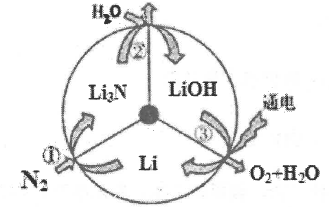 H₂O
②
Li₃N
LiOH
通电
①
③
Li
N₂
O₂+H₂O